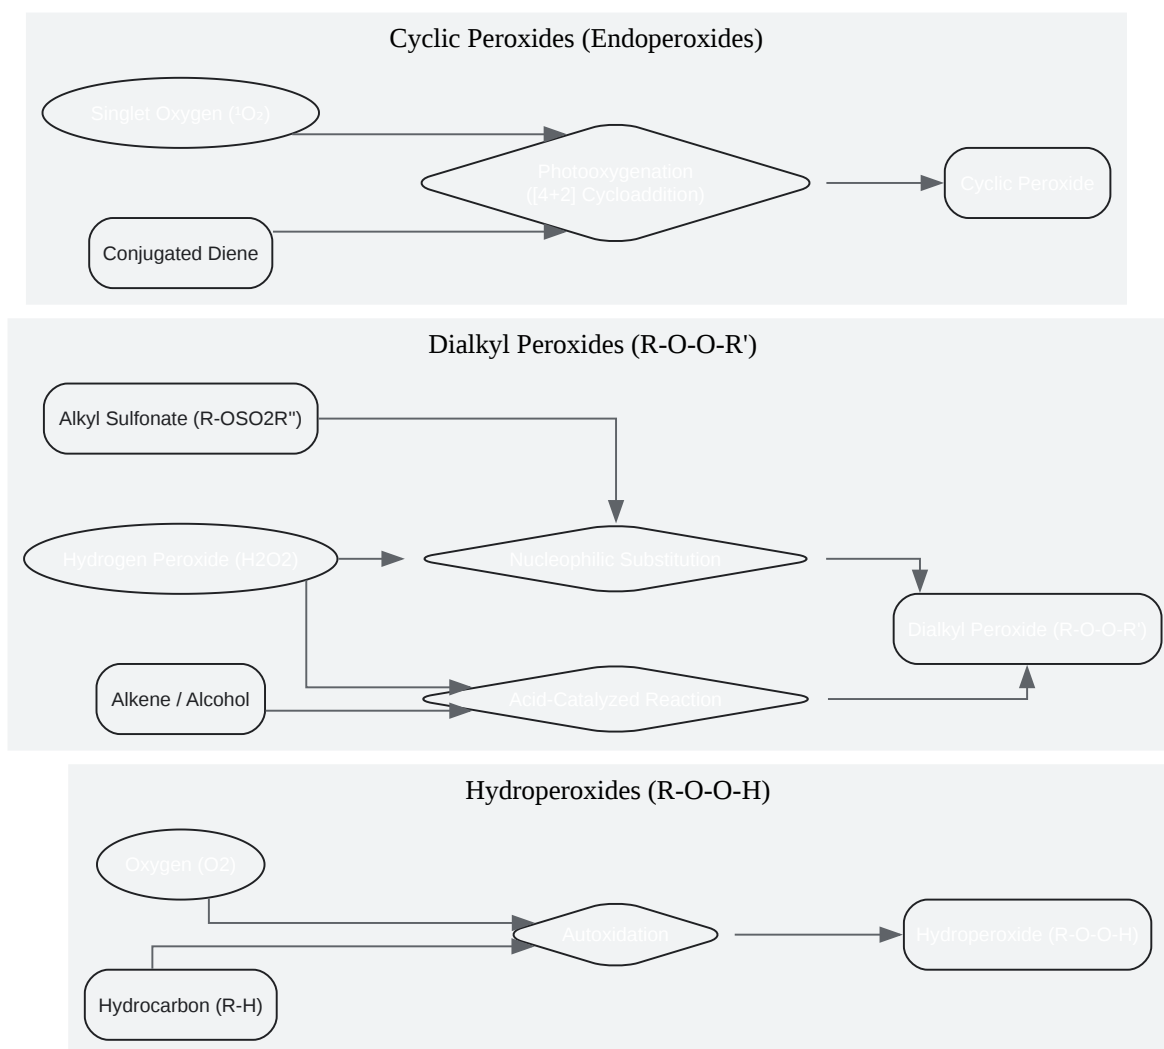 Cyclic Peroxides (Endoperoxides)
Singlet Oxygen (¹O₂)
Photooxygenation
([4+2] Cycloaddition)
Cyclic Peroxide
Conjugated Diene
Dialkyl Peroxides (R-O-O-R')
Alkyl Sulfonate (R-OSO2R'')
Hydrogen Peroxide (H2O2)
Nucleophilic Substitution
Dialkyl Peroxide (R-O-O-R')
Alkene / Alcohol
Acid-Catalyzed Reaction
Hydroperoxides (R-O-O-H)
Oxygen (O2)
Autoxidation
Hydroperoxide (R-O-O-H)
Hydrocarbon (R-H)